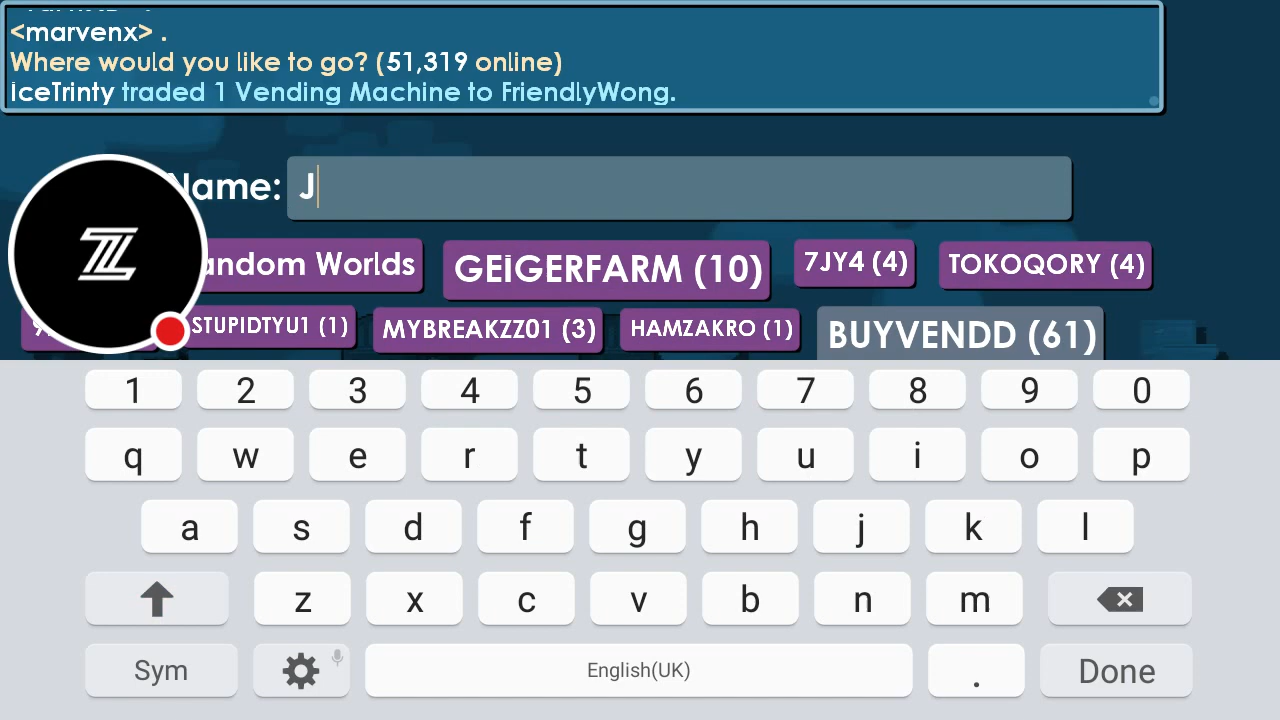 <marvenx> .
Where would you like to go? (51,319 online)
IceTrinty traded 1 Vending Machine to FriendlyWong.
Name: J
andom Worlds GEIGERFARM (10) 7JY4 (4) TOKOQORY (4)
STUPIDTYU1 (1) MYBREAKZZ01 (3) HAMZAKRO (1) BUYVENDD (61)
1 2 3 4 5 6 7 8 9 0
q w e r t y u i o p
a s d f g h j k l
z x c v b n m
Sym English(UK) . Done